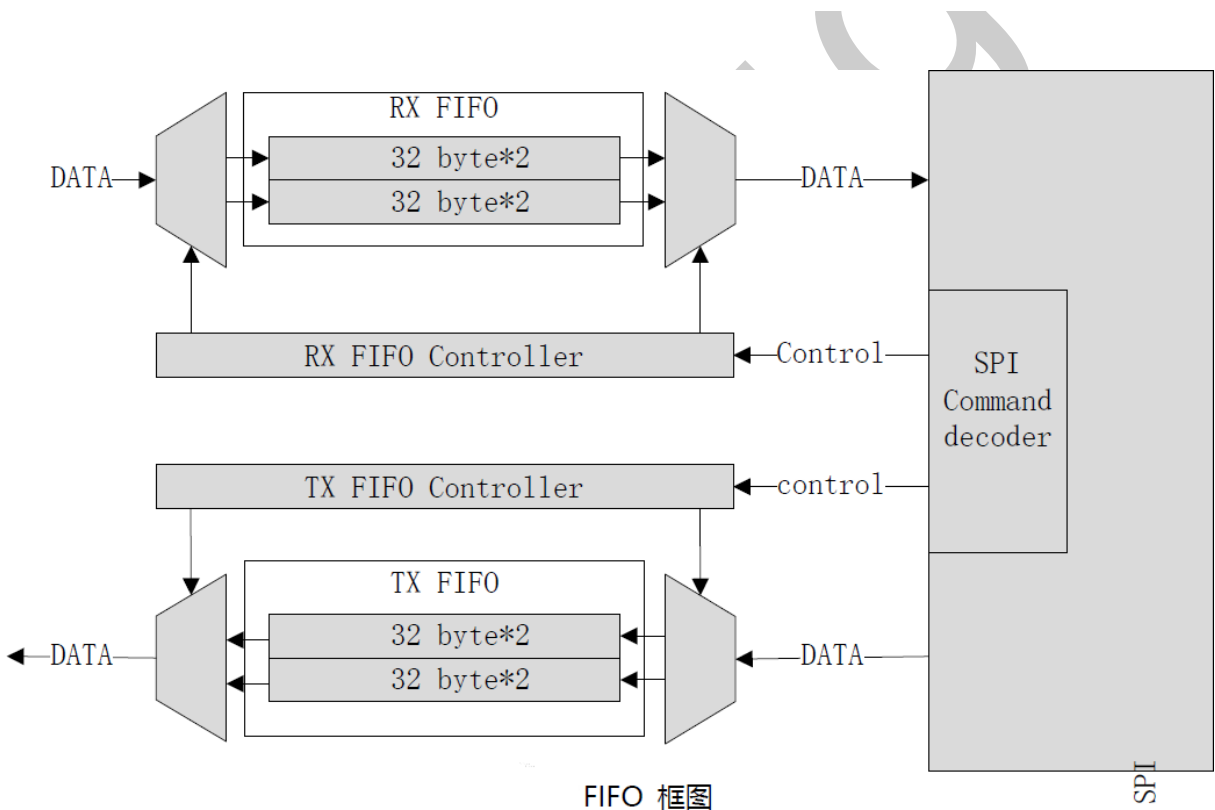 RX FIFO
32 byte*2
32 byte*2
DATA
DATA
RX FIFO Controller
Control
SPI
Command
decoder
TX FIFO Controller
control
TX FIFO
32 byte*2
32 byte*2
DATA
DATA
SPI
FIFO 框图